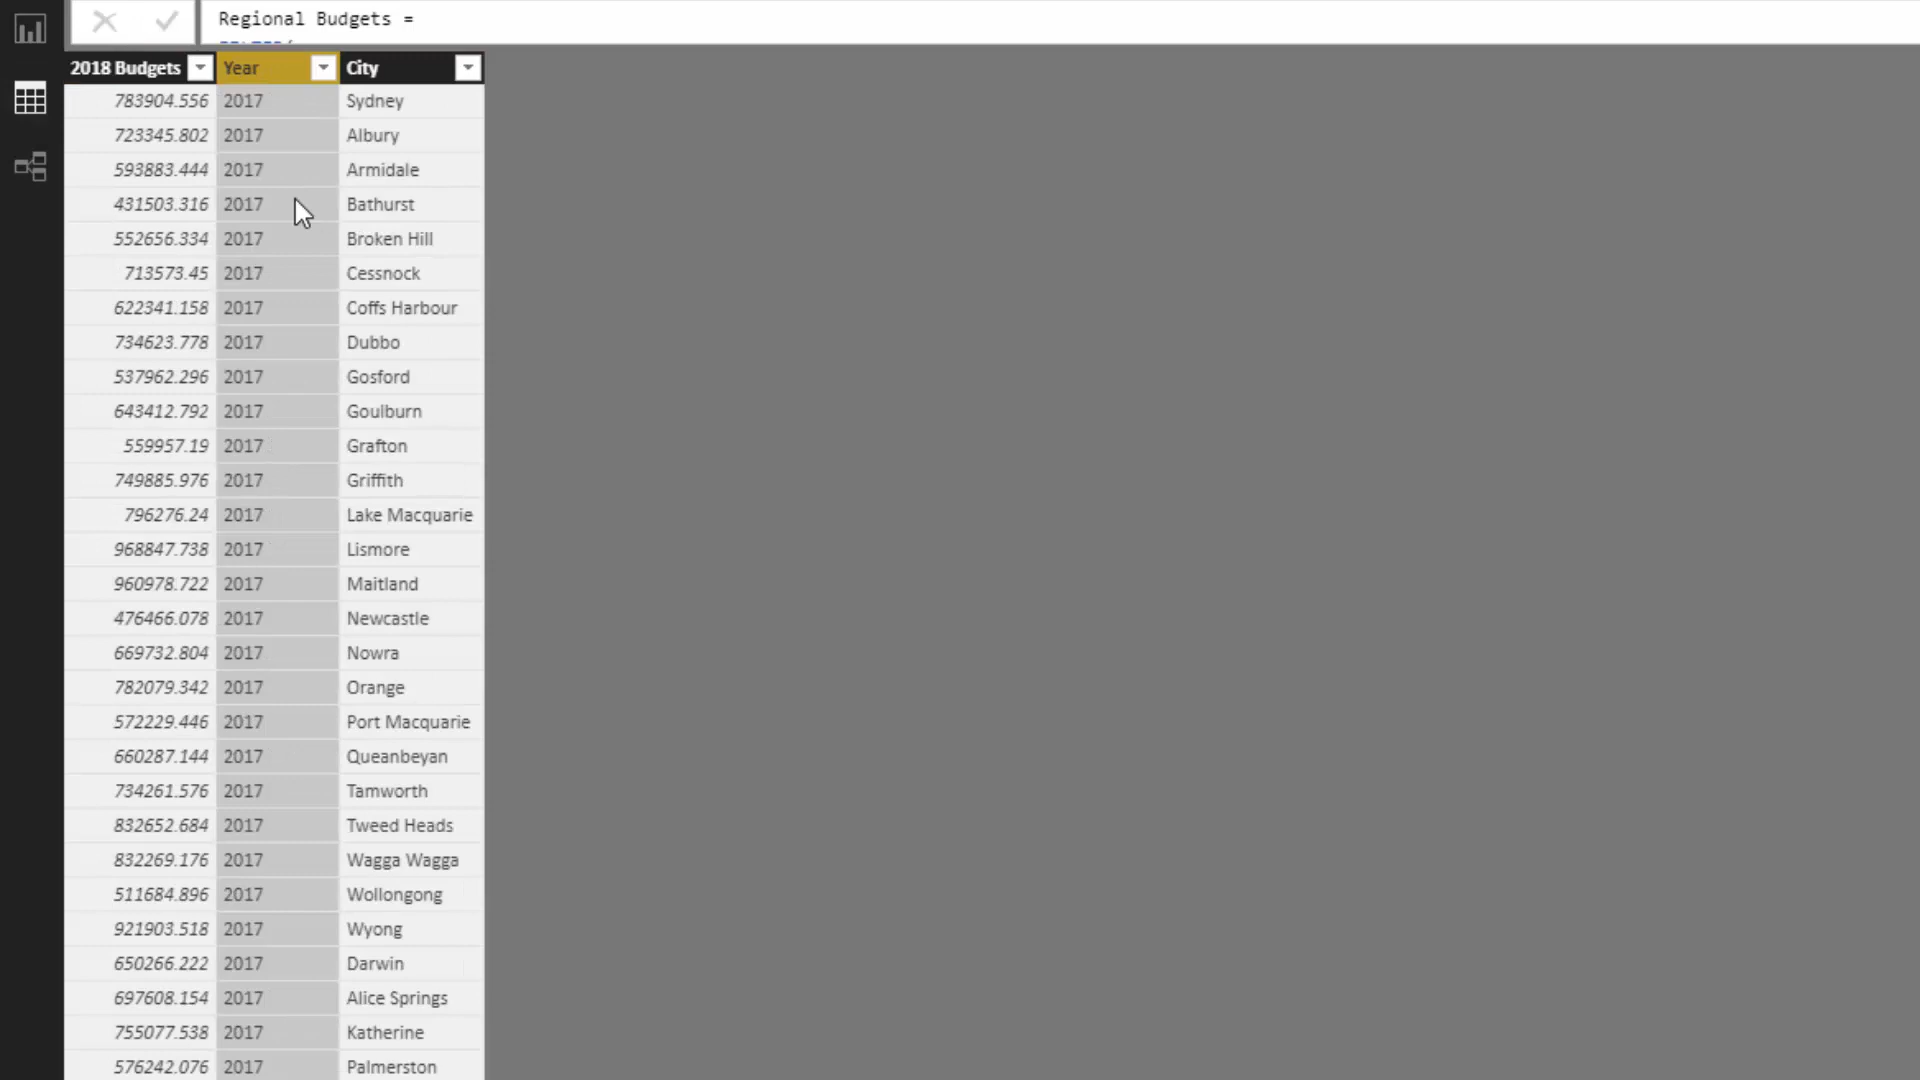 Regional Budgets =
2018 Budgets Year City
783904.556 2017 Sydney
723345.802 2017 Albury
593883.444 2017 Armidale
431503.316 2017 Bathurst
552656.334 2017 Broken Hill
713573.45 2017 Cessnock
622341.158 2017 Coffs Harbour
734623.778 2017 Dubbo
537962.296 2017 Gosford
643412.792 2017 Goulburn
559957.19 2017 Grafton
749885.976 2017 Griffith
796276.24 2017 Lake Macquarie
968847.738 2017 Lismore
960978.722 2017 Maitland
476466.078 2017 Newcastle
669732.804 2017 Nowra
782079.342 2017 Orange
572229.446 2017 Port Macquarie
660287.144 2017 Queanbeyan
734261.576 2017 Tamworth
832652.684 2017 Tweed Heads
832269.176 2017 Wagga Wagga
511684.896 2017 Wollongong
921903.518 2017 Wyong
650266.222 2017 Darwin
697608.154 2017 Alice Springs
755077.538 2017 Katherine
576242.076 2017 Palmerston